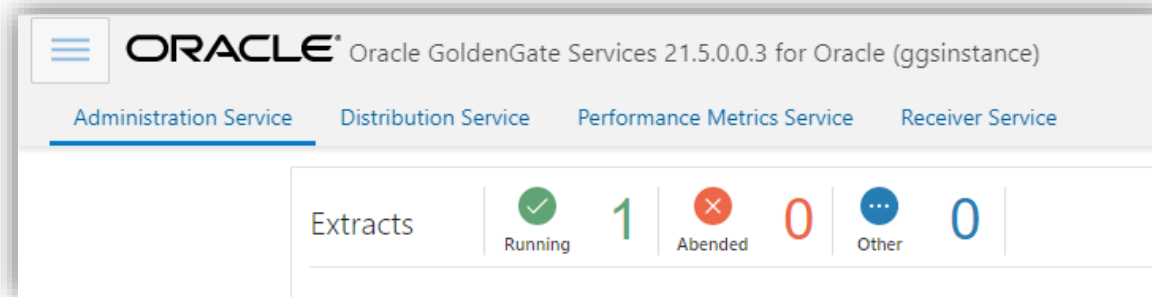 ORACLE Oracle GoldenGate Services 21.5.0.0.3 for Oracle (ggsinstance)
Administration Service Distribution Service Performance Metrics Service Receiver Service
Extracts Running 1 Abended 0 Other 0